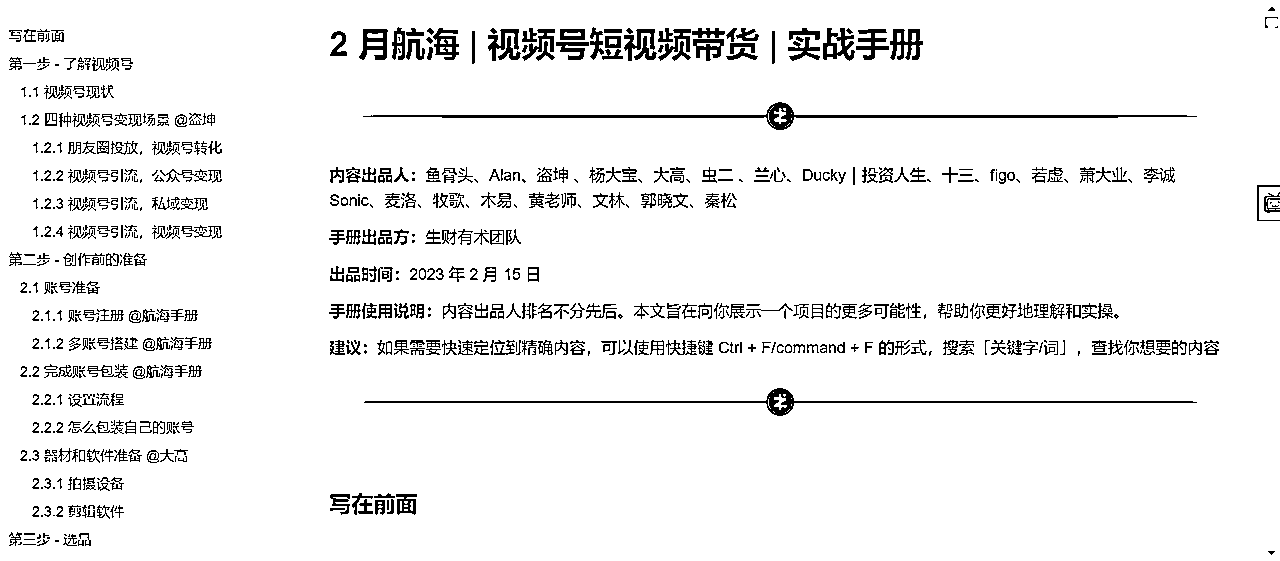 写在前面
第一步 - 了解视频号
1.1 视频号现状
1.2 四种视频号变现场景 @盗坤
1.2.1 朋友圈投放，视频号转化
1.2.2 视频号引流，公众号变现
1.2.3 视频号引流，私域变现
1.2.4 视频号引流，视频号变现
第二步 - 创作前的准备
2.1 账号准备
2.1.1 账号注册 @航海手册
2.1.2 多账号搭建 @航海手册
2.2 完成账号包装 @航海手册
2.2.1 设置流程
2.2.2 怎么包装自己的账号
2.3 器材和软件准备 @大高
2.3.1 拍摄设备
2.3.2 剪辑软件
第三步 - 选品
2 月航海 | 视频号短视频带货 | 实战手册
内容出品人：鱼骨头、Alan、盗坤 、杨大宝、大高、虫二 、兰心、Ducky | 投资人生、十三、figo、若虚、萧大业、李诚
Sonic、麦洛、牧歌、木易、黄老师、文林、郭晓文、秦松
手册出品方：生财有术团队
出品时间：2023 年 2 月 15 日
手册使用说明：内容出品人排名不分先后。本文旨在向你展示一个项目的更多可能性，帮助你更好地理解和实操。
建议：如果需要快速定位到精确内容，可以使用快捷键 Ctrl + F/command + F 的形式，搜索［关键字/词］，查找你想要的内容
写在前面